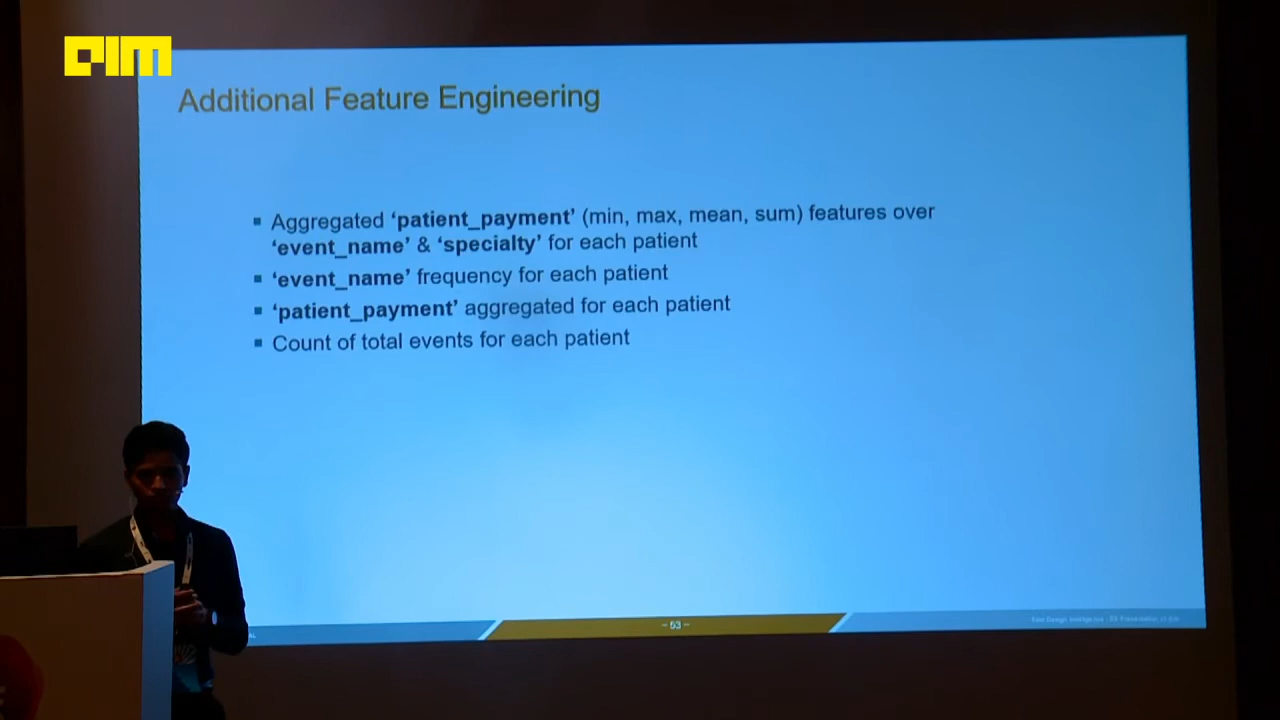 AIM
Additional Feature Engineering
▪ Aggregated ‘patient_payment’ (min, max, mean, sum) features over
‘event_name’ & ‘specialty’ for each patient
▪ ‘event_name’ frequency for each patient
▪ ‘patient_payment’ aggregated for each patient
▪ Count of total events for each patient
– 53 –